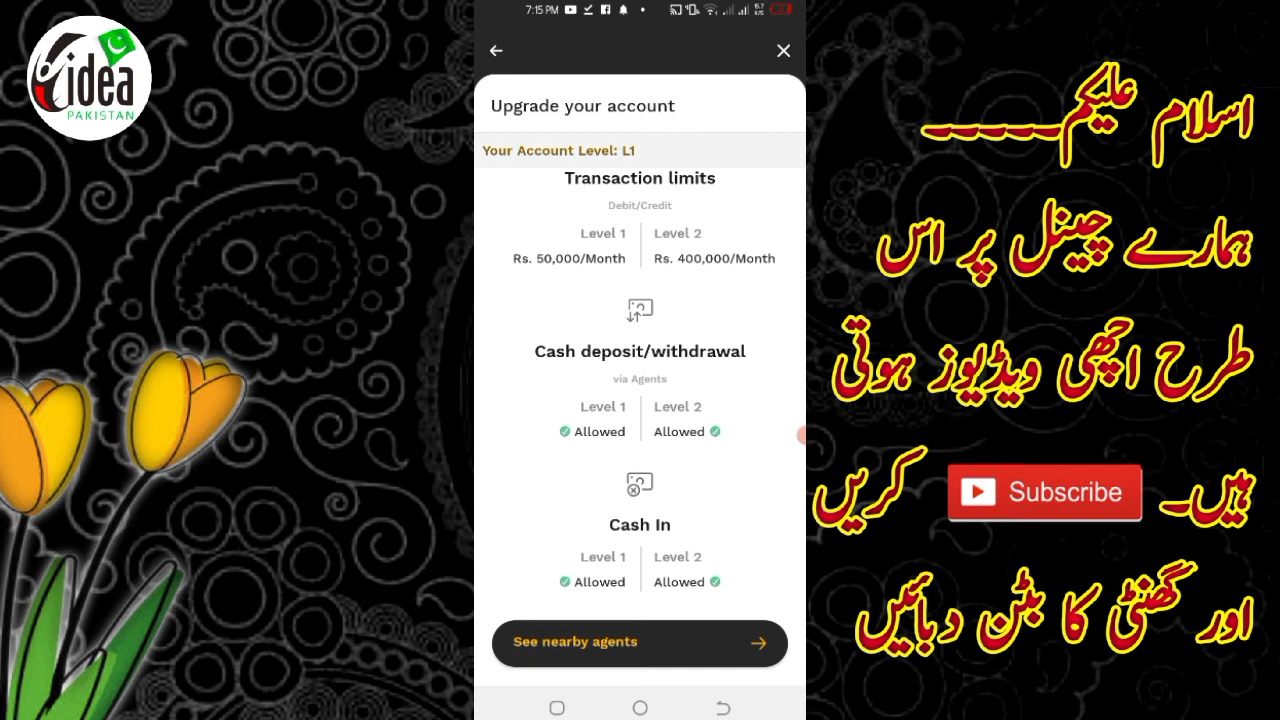 idea
PAKISTAN
7:15 PM
Upgrade your account
Your Account Level: L1
Transaction limits
Debit/Credit
Level 1 Level 2
Rs. 50,000/Month Rs. 400,000/Month
Cash deposit/withdrawal
via Agents
Level 1 Level 2
Allowed Allowed
Cash In
Level 1 Level 2
Allowed Allowed
See nearby agents
اسلام علیکم۔۔۔۔۔
ہمارے چینل پر اس
طرح اچھی ویڈیوز ہوتی
ہیں۔ Subscribe کریں
اور گھنٹی کا بٹن دبائیں